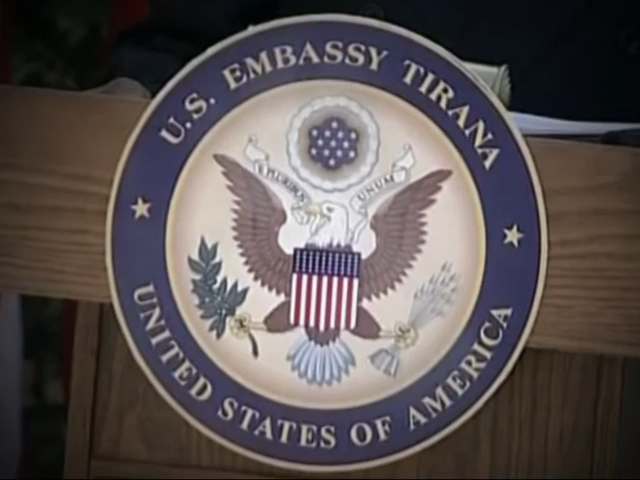 U.S. EMBASSY TIRANA
E PLURIBUS UNUM
UNITED STATES OF AMERICA